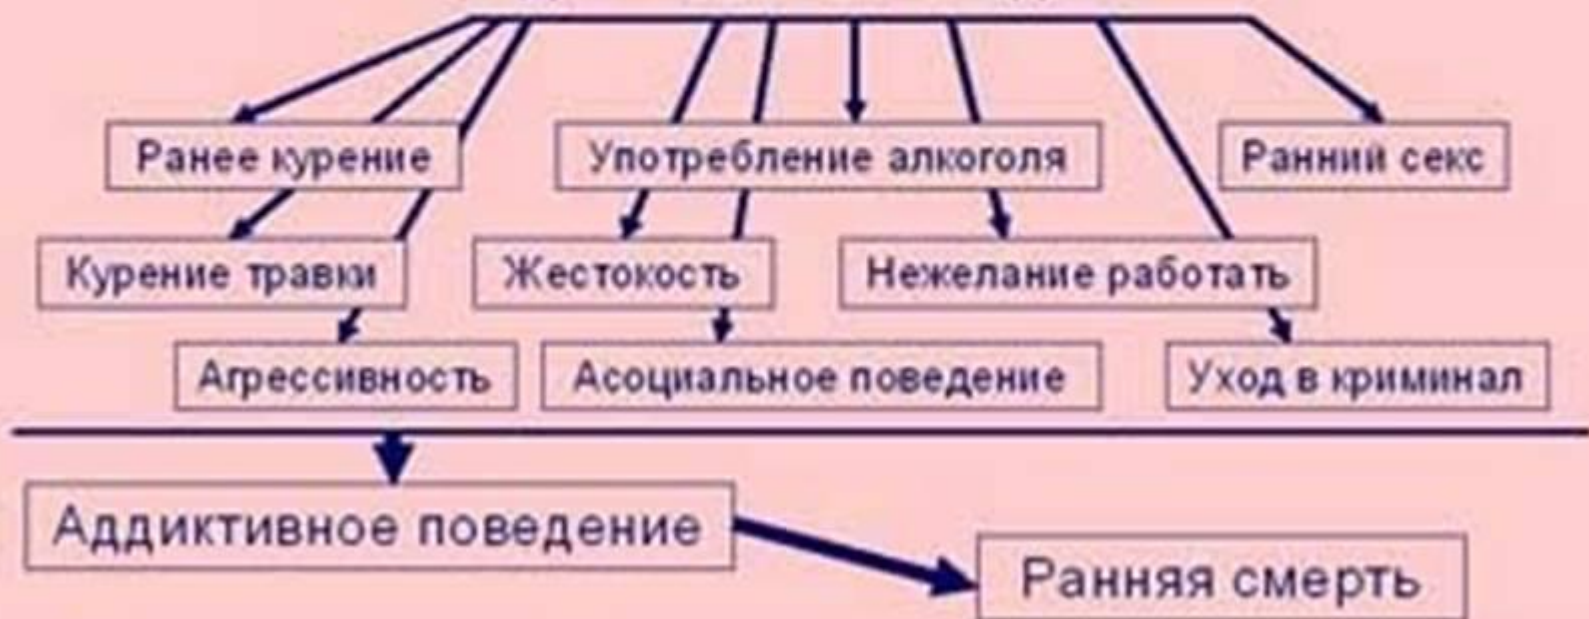 Ранее курение
Употребление алкоголя
Ранний секс
Курение травки
Жестокость
Нежелание работать
Агрессивность
Асоциальное поведение
Уход в криминал
Аддиктивное поведение
Ранняя смерть